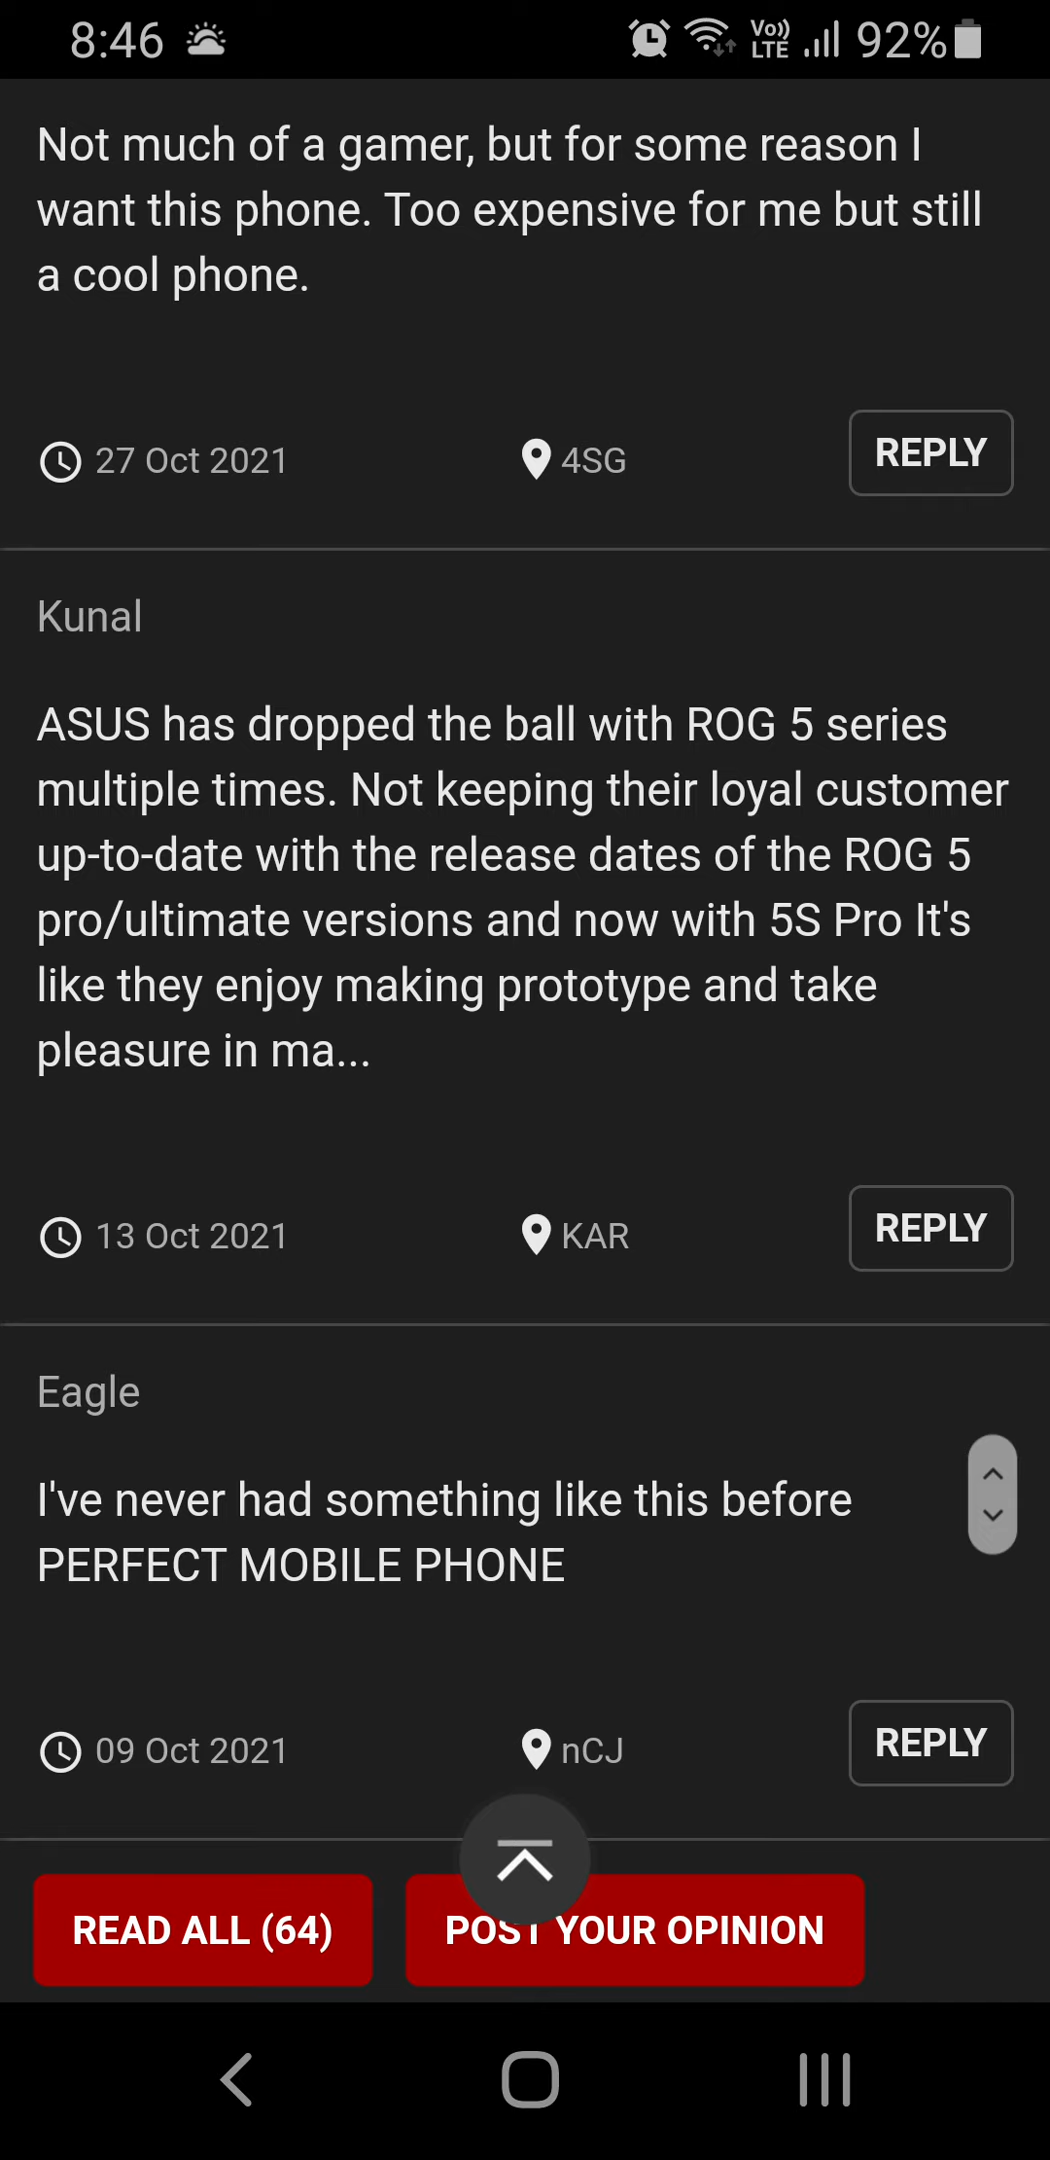 8:46 Vo)) LTE 92%
Not much of a gamer, but for some reason I
want this phone. Too expensive for me but still
a cool phone.
27 Oct 2021 4SG REPLY
Kunal
ASUS has dropped the ball with ROG 5 series
multiple times. Not keeping their loyal customer
up-to-date with the release dates of the ROG 5
pro/ultimate versions and now with 5S Pro It's
like they enjoy making prototype and take
pleasure in ma...
13 Oct 2021 KAR REPLY
Eagle
I've never had something like this before
PERFECT MOBILE PHONE
09 Oct 2021 nCJ REPLY
READ ALL (64) POST YOUR OPINION